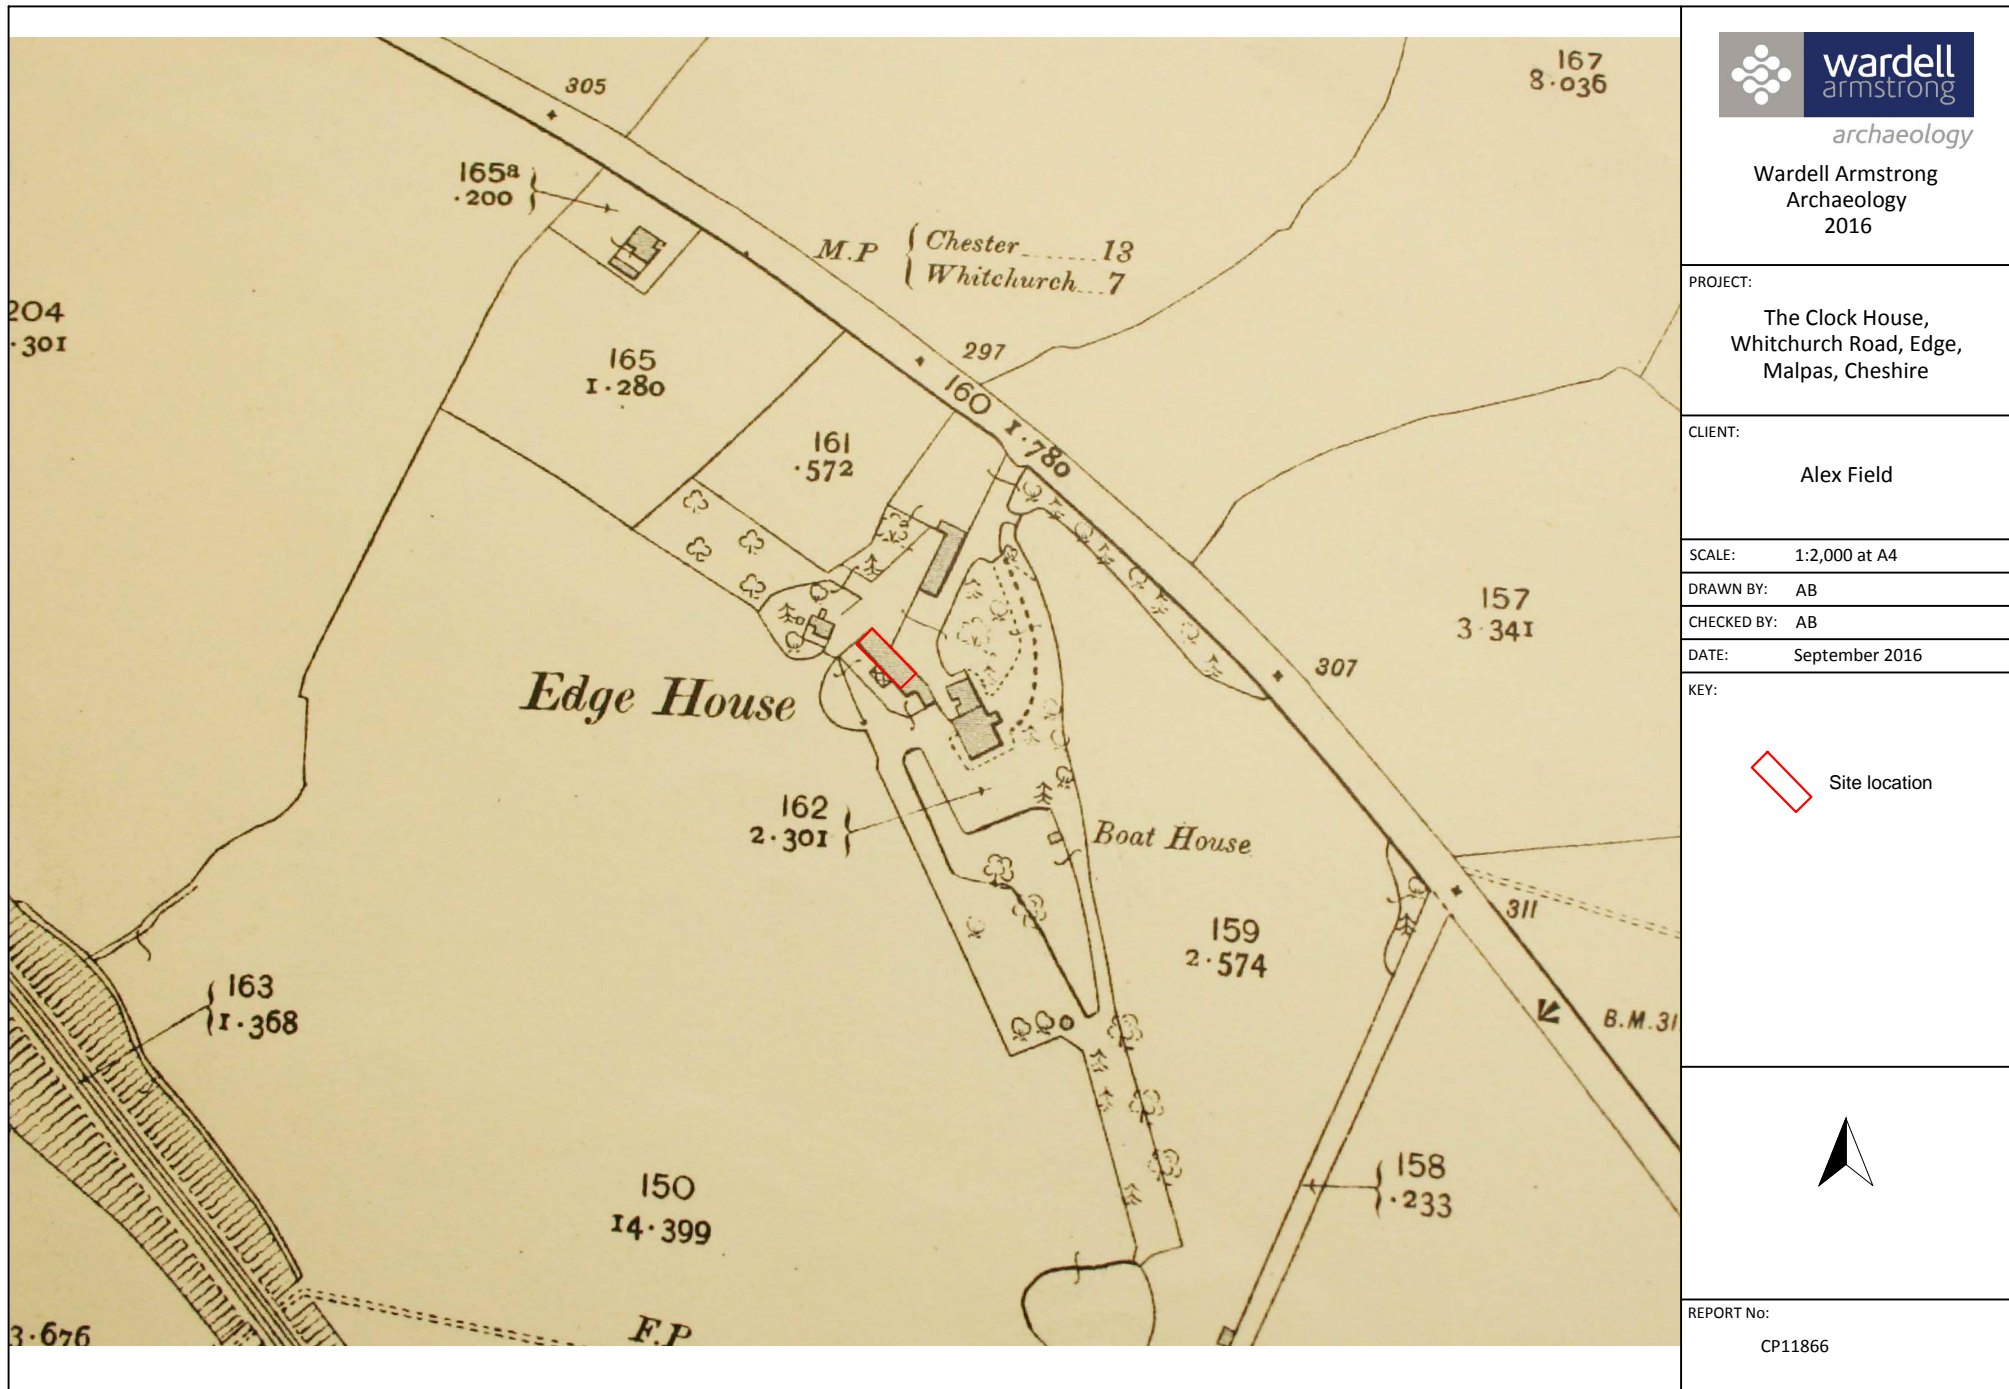 305
167
8·036
165a
·200
M.P
Chester 13
Whitchurch 7
204
·301
165
1·280
297
160
1·780
161
·572
157
3·341
307
Edge House
162
2·301
Boat House
159
2·574
311
B.M.31
163
1·368
150
14·399
158
·233
F.P
3·676
wardell
armstrong
archaeology
Wardell Armstrong
Archaeology
2016
PROJECT:
The Clock House,
Whitchurch Road, Edge,
Malpas, Cheshire
CLIENT:
Alex Field
SCALE: 1:2,000 at A4
DRAWN BY: AB
CHECKED BY: AB
DATE: September 2016
KEY:
Site location
REPORT No:
CP11866